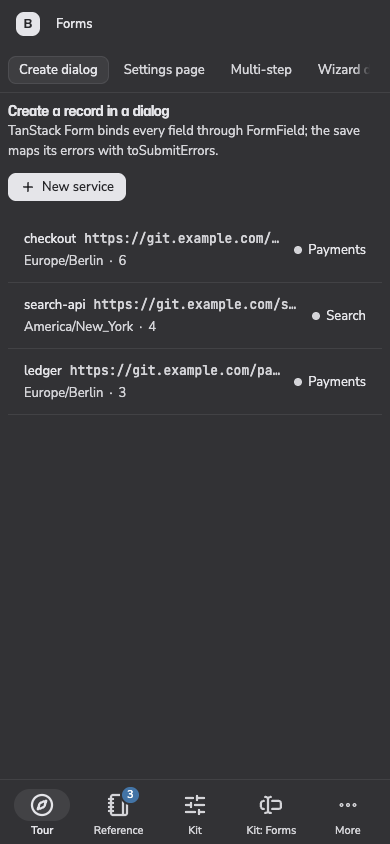 B Forms
Create dialog Settings page Multi-step Wizard
Create a record in a dialog
TanStack Form binds every field through FormField; the save
maps its errors with toSubmitErrors.
+ New service
checkout https://git.example.com/… Payments
Europe/Berlin · 6
search-api https://git.example.com/s… Search
America/New_York · 4
ledger https://git.example.com/pa… Payments
Europe/Berlin · 3
3
Tour Reference Kit Kit: Forms More